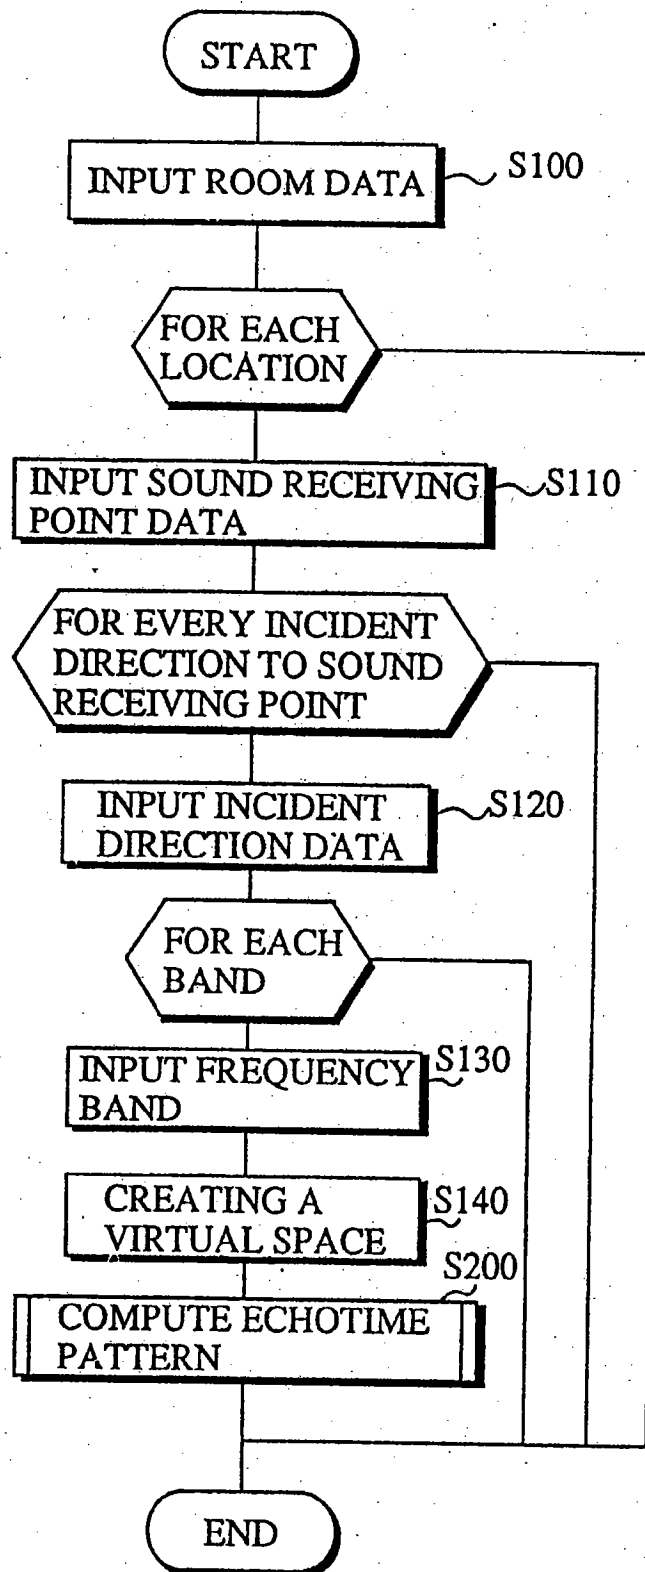 START
INPUT ROOM DATA
S100
FOR EACH
LOCATION
INPUT SOUND RECEIVING
POINT DATA
S110
FOR EVERY INCIDENT
DIRECTION TO SOUND
RECEIVING POINT
INPUT INCIDENT
DIRECTION DATA
S120
FOR EACH
BAND
INPUT FREQUENCY
BAND
S130
CREATING A
VIRTUAL SPACE
S140
S200
COMPUTE ECHOTIME
PATTERN
END